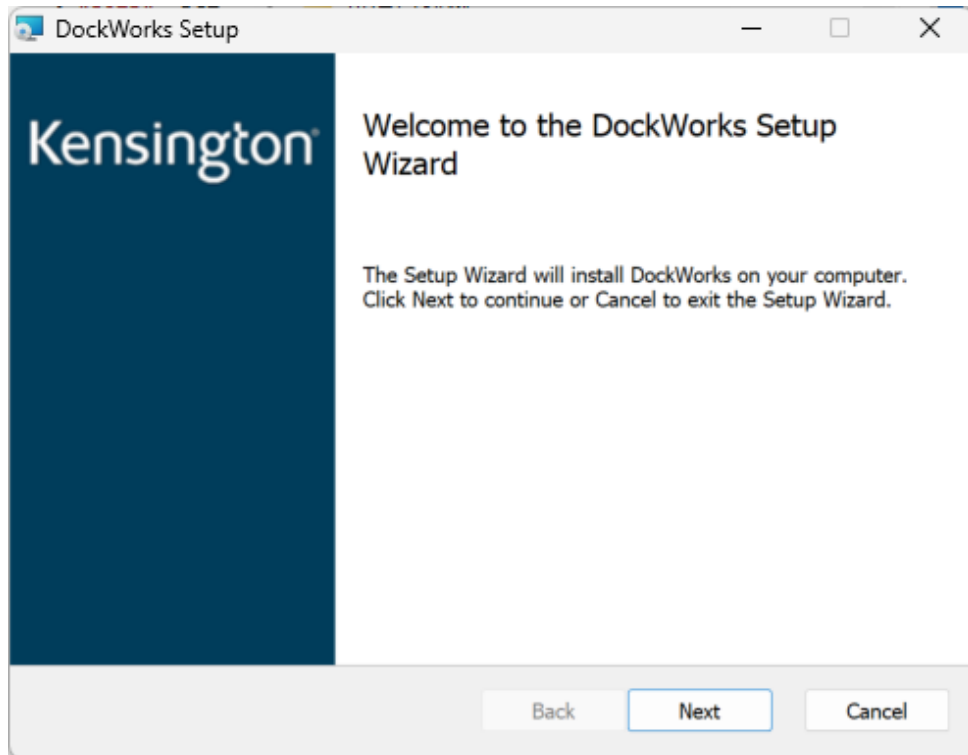 DockWorks Setup
Kensington
Welcome to the DockWorks Setup
Wizard
The Setup Wizard will install DockWorks on your computer.
Click Next to continue or Cancel to exit the Setup Wizard.
Back
Next
Cancel